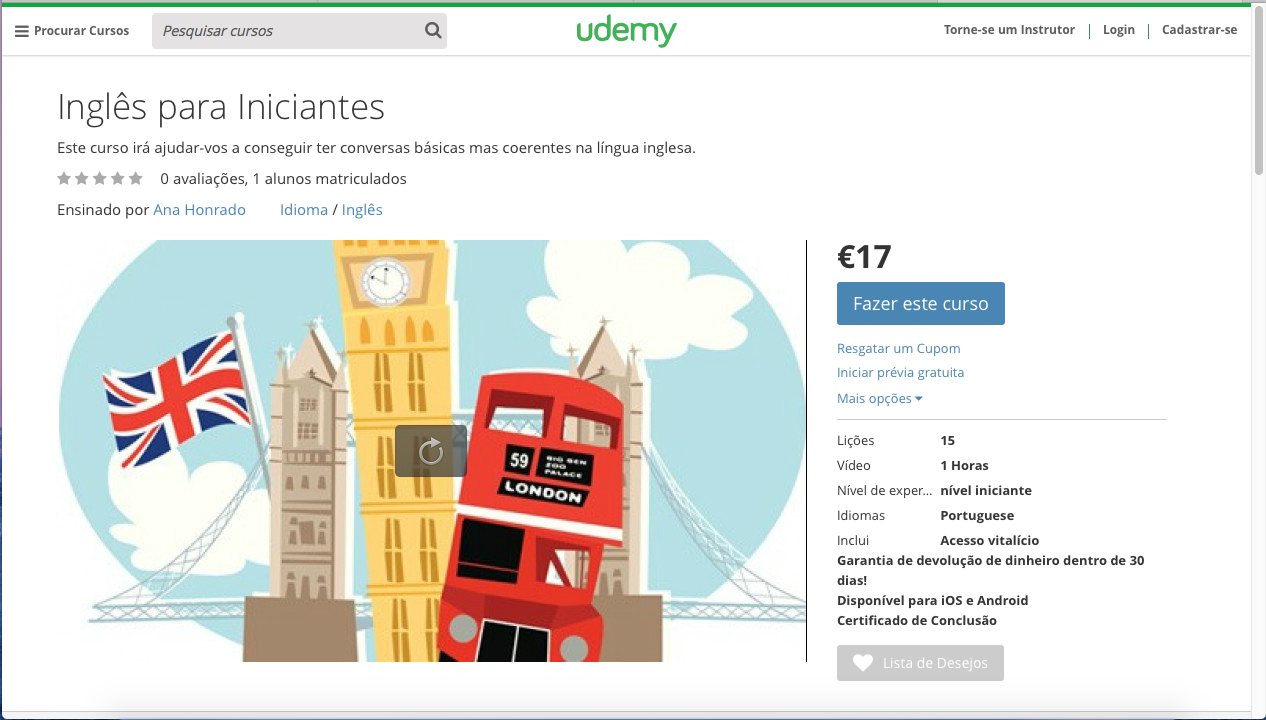 Procurar Cursos
Pesquisar cursos
udemy
Torne-se um Instrutor
Login
Cadastrar-se
Inglês para Iniciantes
Este curso irá ajudar-vos a conseguir ter conversas básicas mas coerentes na língua inglesa.
0 avaliações, 1 alunos matriculados
Ensinado por Ana Honrado Idioma / Inglês
59
BIG BEN
ZOO
PALACE
LONDON
€17
Fazer este curso
Resgatar um Cupom
Iniciar prévia gratuita
Mais opções
Lições 15
Vídeo 1 Horas
Nível de exper... nível iniciante
Idiomas Portuguese
Inclui Acesso vitalício
Garantia de devolução de dinheiro dentro de 30
dias!
Disponível para iOS e Android
Certificado de Conclusão
Lista de Desejos